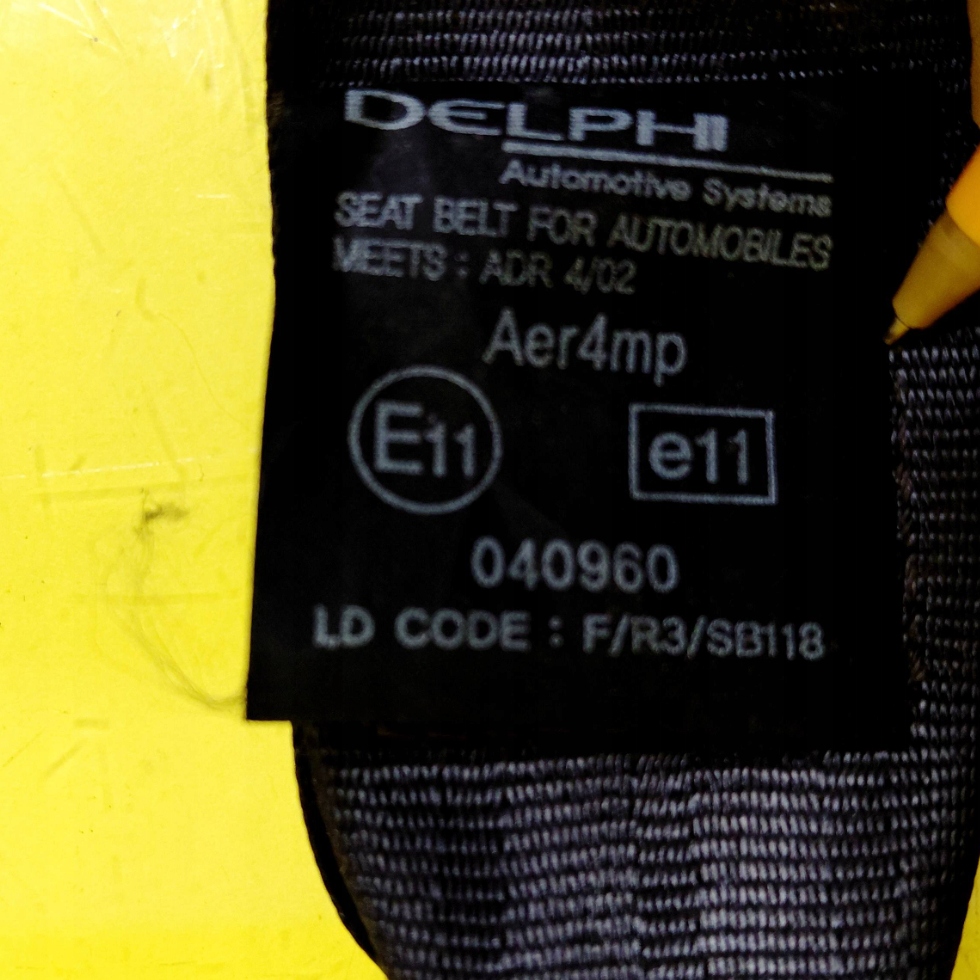 DELPHI
Automotive Systems
SEAT BELT FOR AUTOMOBILES
MEETS : ADR 4/02
Aer4mp
E11 e11
040960
LD CODE : F/R3/SB118